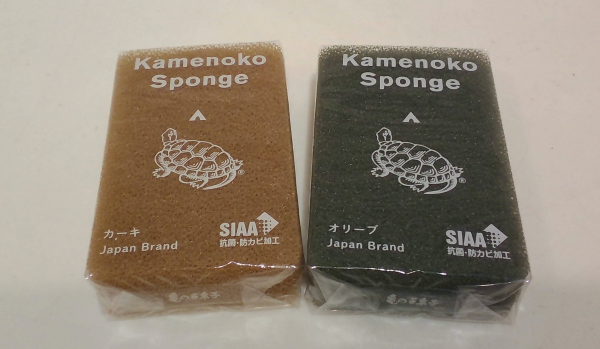 Kamenoko
Sponge
カーキ
Japan Brand
SIAA
抗菌・防カビ加工
Kamenoko
Sponge
®
オリーブ
Japan Brand
SIAA
抗菌・防カビ加工